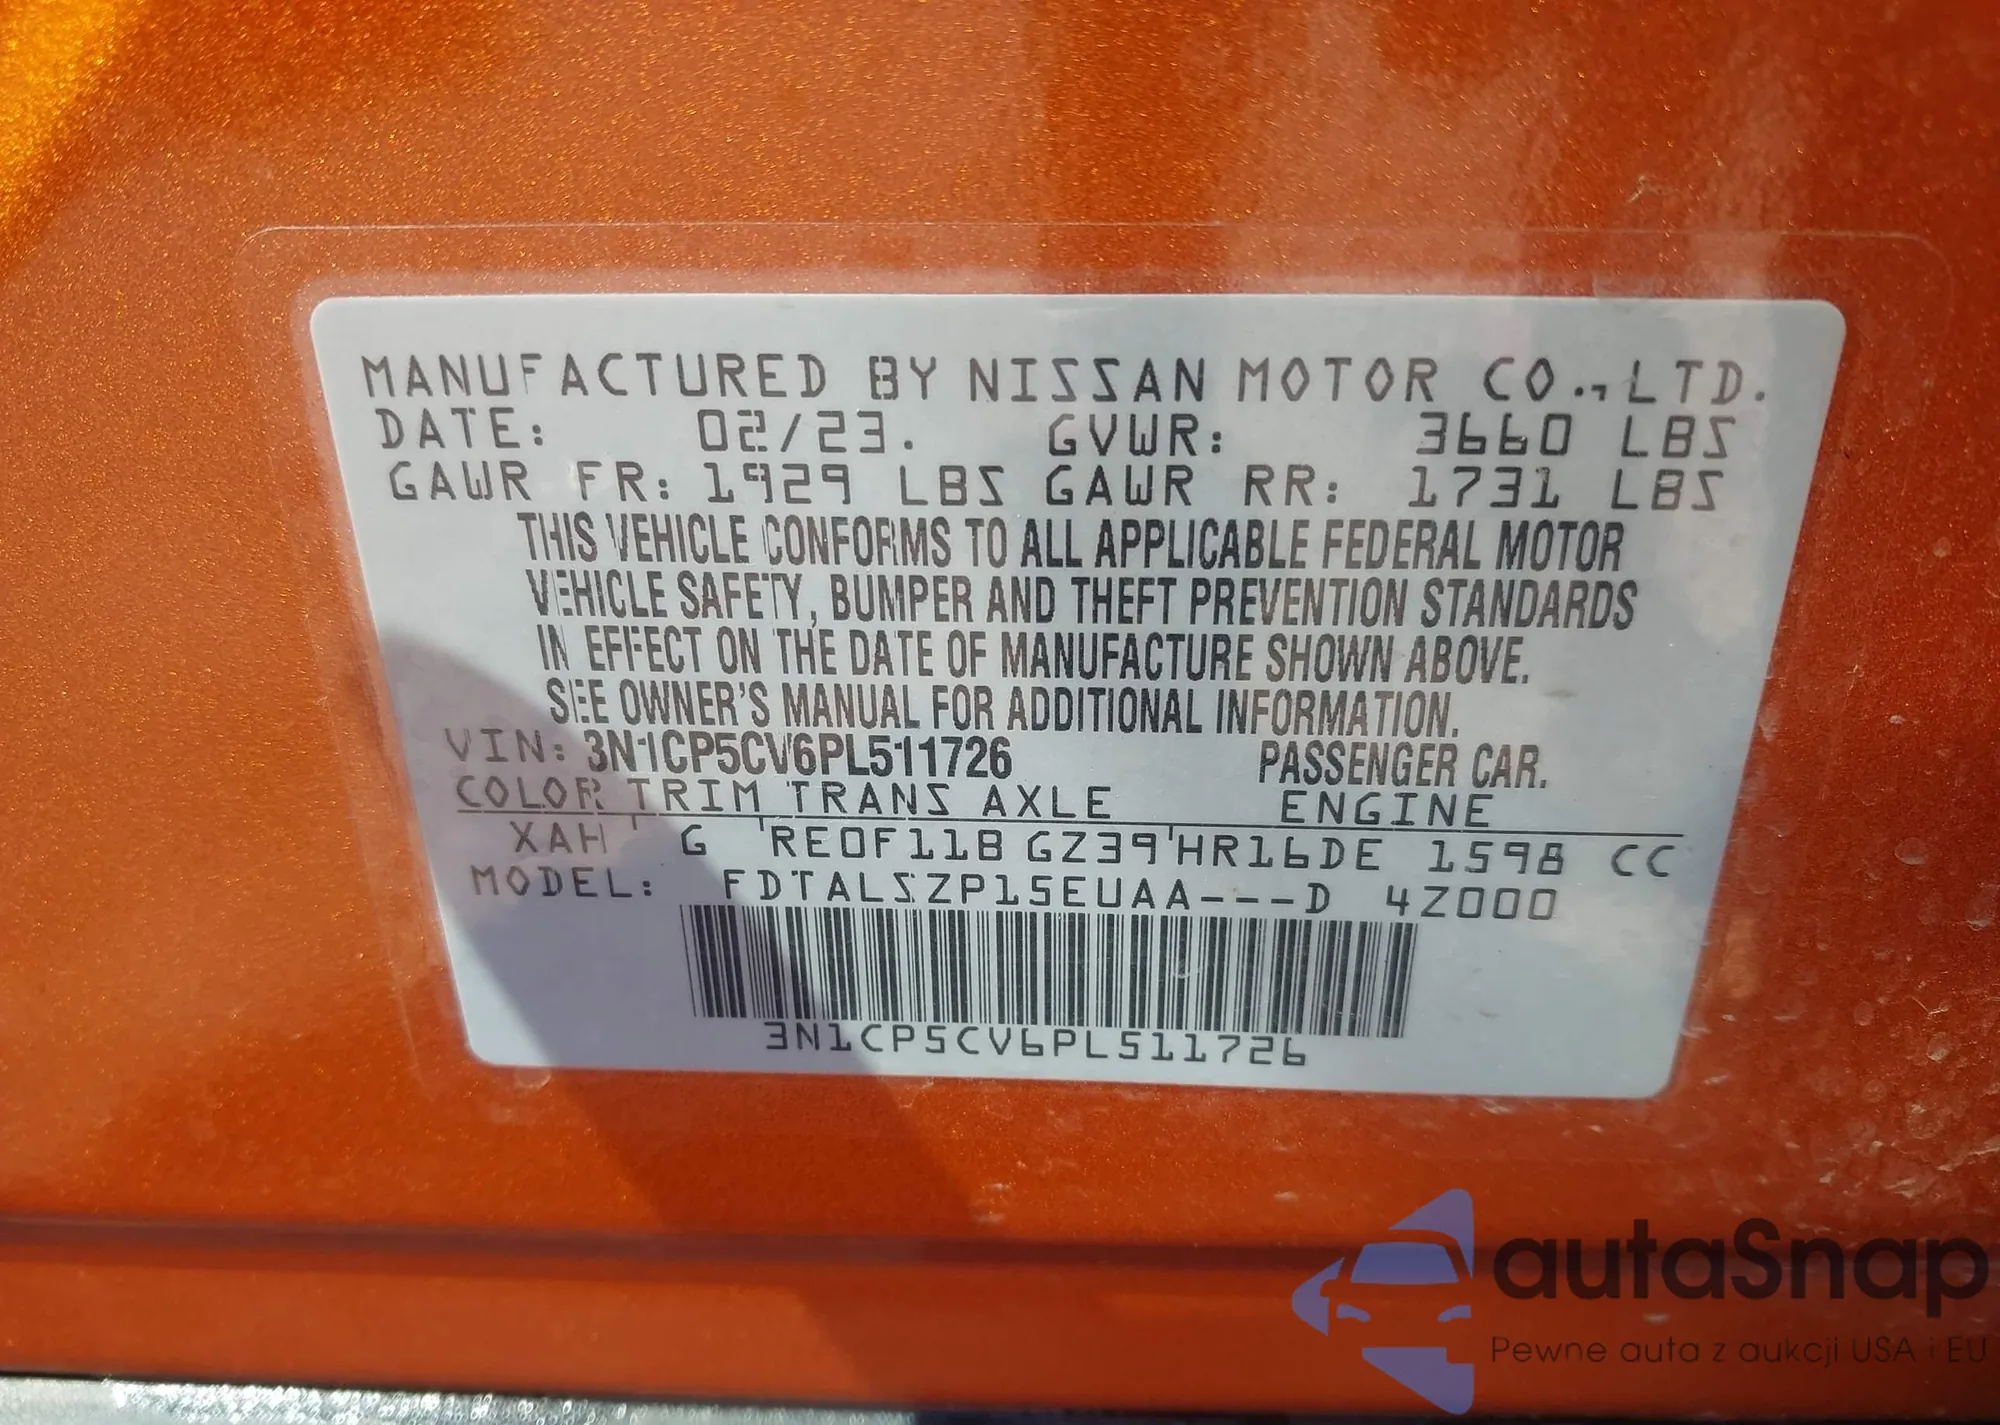 MANUFACTURED BY NISSAN MOTOR CO., LTD.
DATE: 02/23. GVWR: 3660 LBS
GAWR FR: 1929 LBS GAWR RR: 1731 LBS
THIS VEHICLE CONFORMS TO ALL APPLICABLE FEDERAL MOTOR
VEHICLE SAFETY, BUMPER AND THEFT PREVENTION STANDARDS
IN EFFECT ON THE DATE OF MANUFACTURE SHOWN ABOVE.
SEE OWNER'S MANUAL FOR ADDITIONAL INFORMATION.
VIN: 3N1CP5CV6PL511726 PASSENGER CAR.
COLOR TRIM TRANS AXLE ENGINE
XAH G RE0F11B GZ39 HR16DE 1598 CC
MODEL: FDTALSZP15EUAA---D 4Z000
3N1CP5CV6PL511726
autaSnap
Pewne auta z aukcji USA i EU